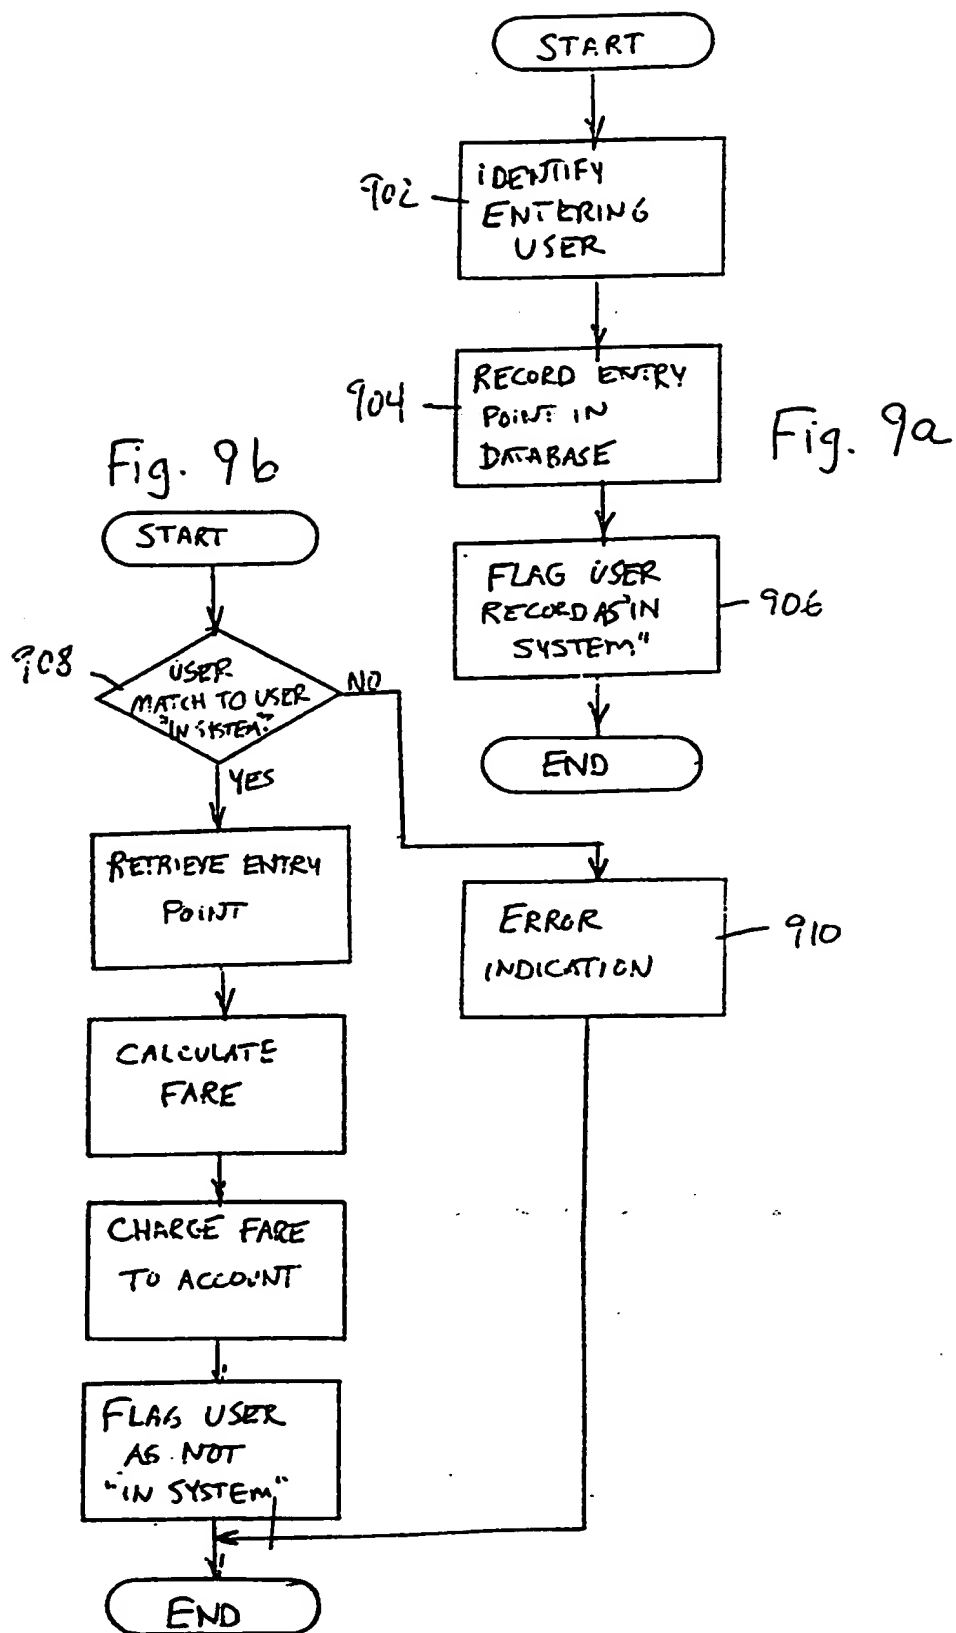 START
902
IDENTIFY
ENTERING
USER
904
RECORD ENTRY
POINT IN
DATABASE
Fig. 9a
FLAG USER
RECORD AS "IN
SYSTEM"
906
END
Fig. 9b
START
908
USER
MATCH TO USER
"IN SYSTEM?"
NO
YES
RETRIEVE ENTRY
POINT
ERROR
INDICATION
910
CALCULATE
FARE
CHARGE FARE
TO ACCOUNT
FLAG USER
AS NOT
"IN SYSTEM"
END